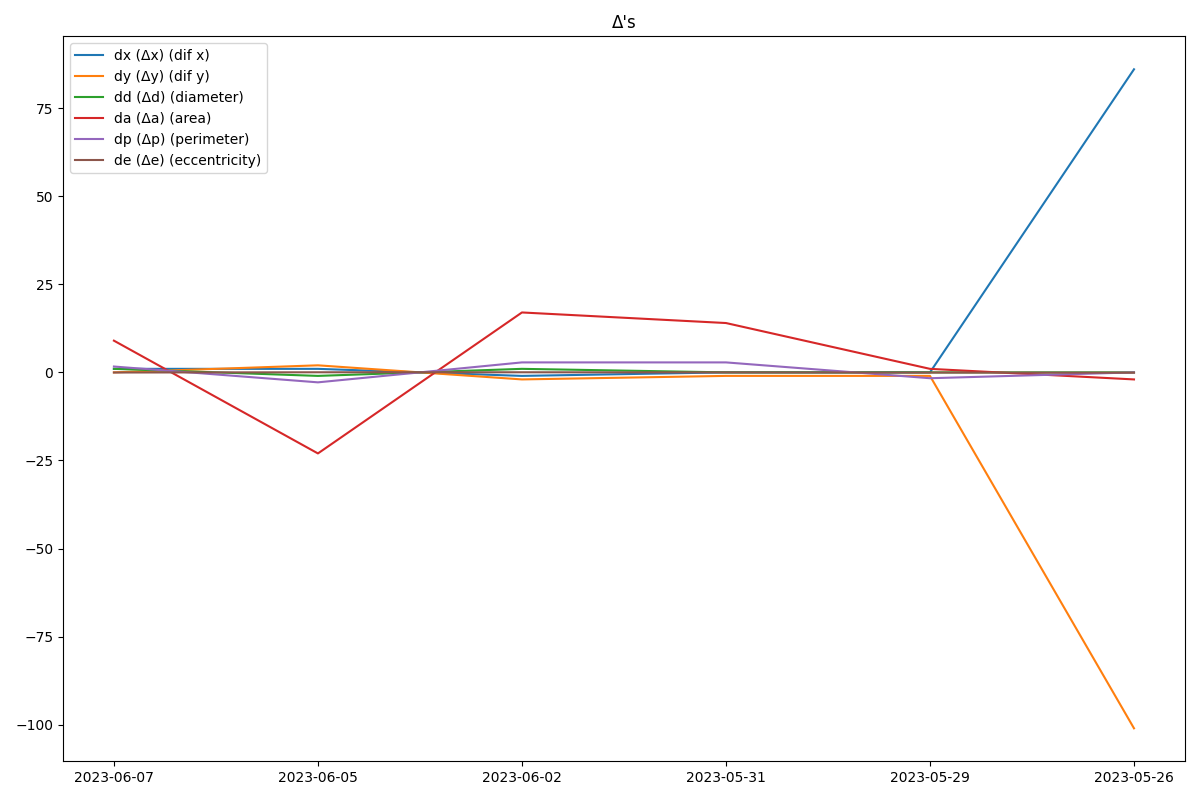 Δ's
dx (Δx) (dif x)
dy (Δy) (dif y)
dd (Δd) (diameter)
da (Δa) (area)
dp (Δp) (perimeter)
de (Δe) (eccentricity)
75
50
25
0
−25
−50
−75
−100
2023-06-07 2023-06-05 2023-06-02 2023-05-31 2023-05-29 2023-05-26